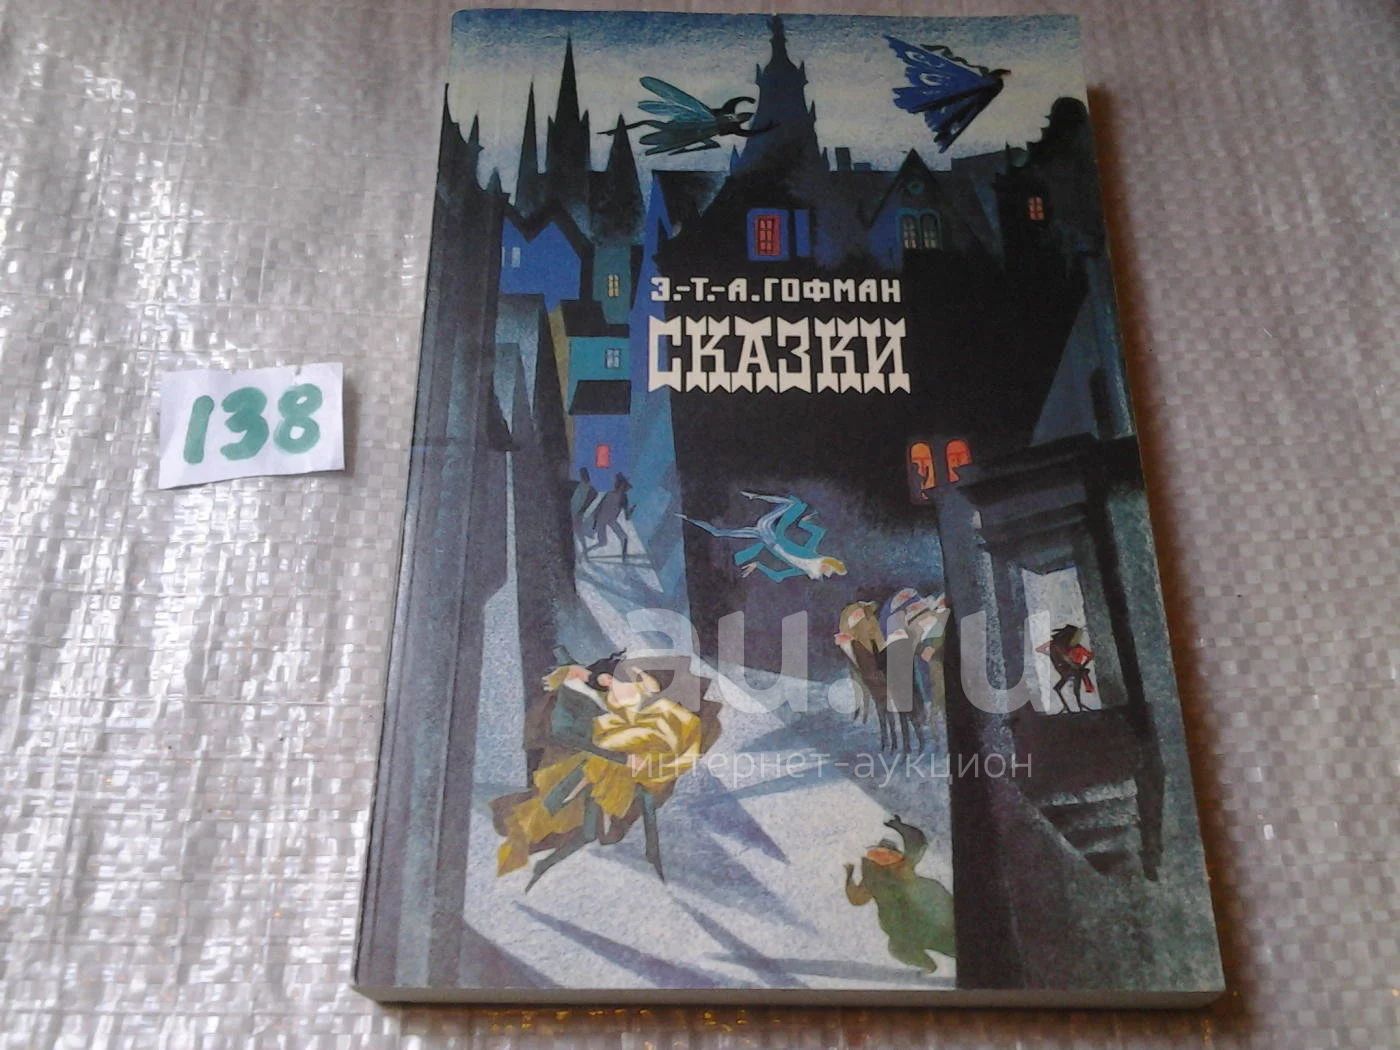 Э.-Т.-А.ГОФМАН
СКАЗКИ
138
au.ru
интернет-аукцион